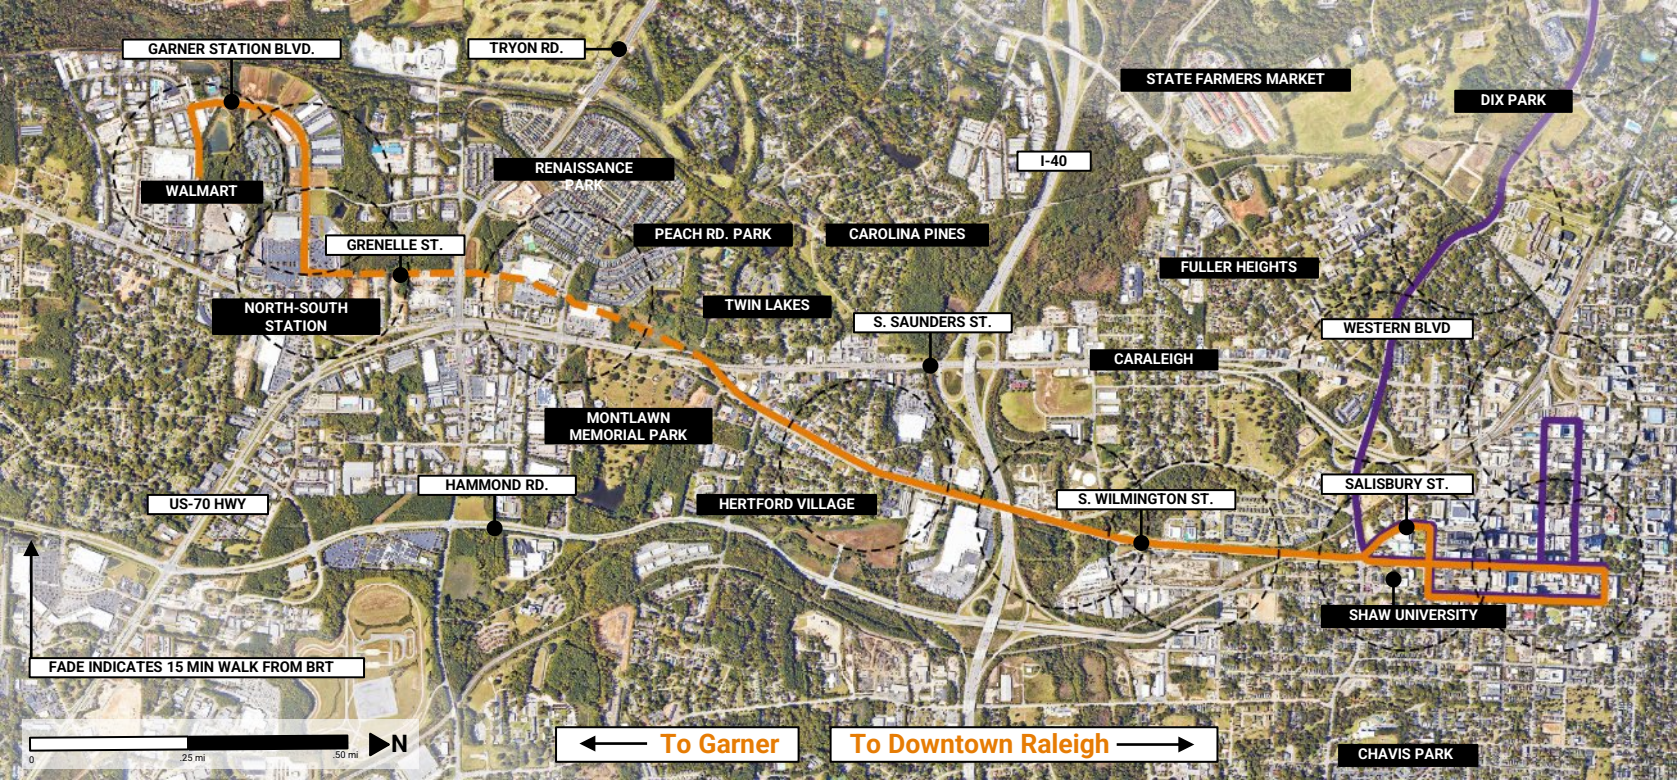 GARNER STATION BLVD.
TRYON RD.
STATE FARMERS MARKET
DIX PARK
I-40
RENAISSANCE
PARK
WALMART
PEACH RD. PARK
CAROLINA PINES
GRENELLE ST.
FULLER HEIGHTS
NORTH-SOUTH
STATION
TWIN LAKES
S. SAUNDERS ST.
WESTERN BLVD
CARALEIGH
MONTLAWN
MEMORIAL PARK
HAMMOND RD.
SALISBURY ST.
US-70 HWY
HERTFORD VILLAGE
S. WILMINGTON ST.
SHAW UNIVERSITY
FADE INDICATES 15 MIN WALK FROM BRT
N
0
.25 mi
.50 mi
To Garner
To Downtown Raleigh
CHAVIS PARK